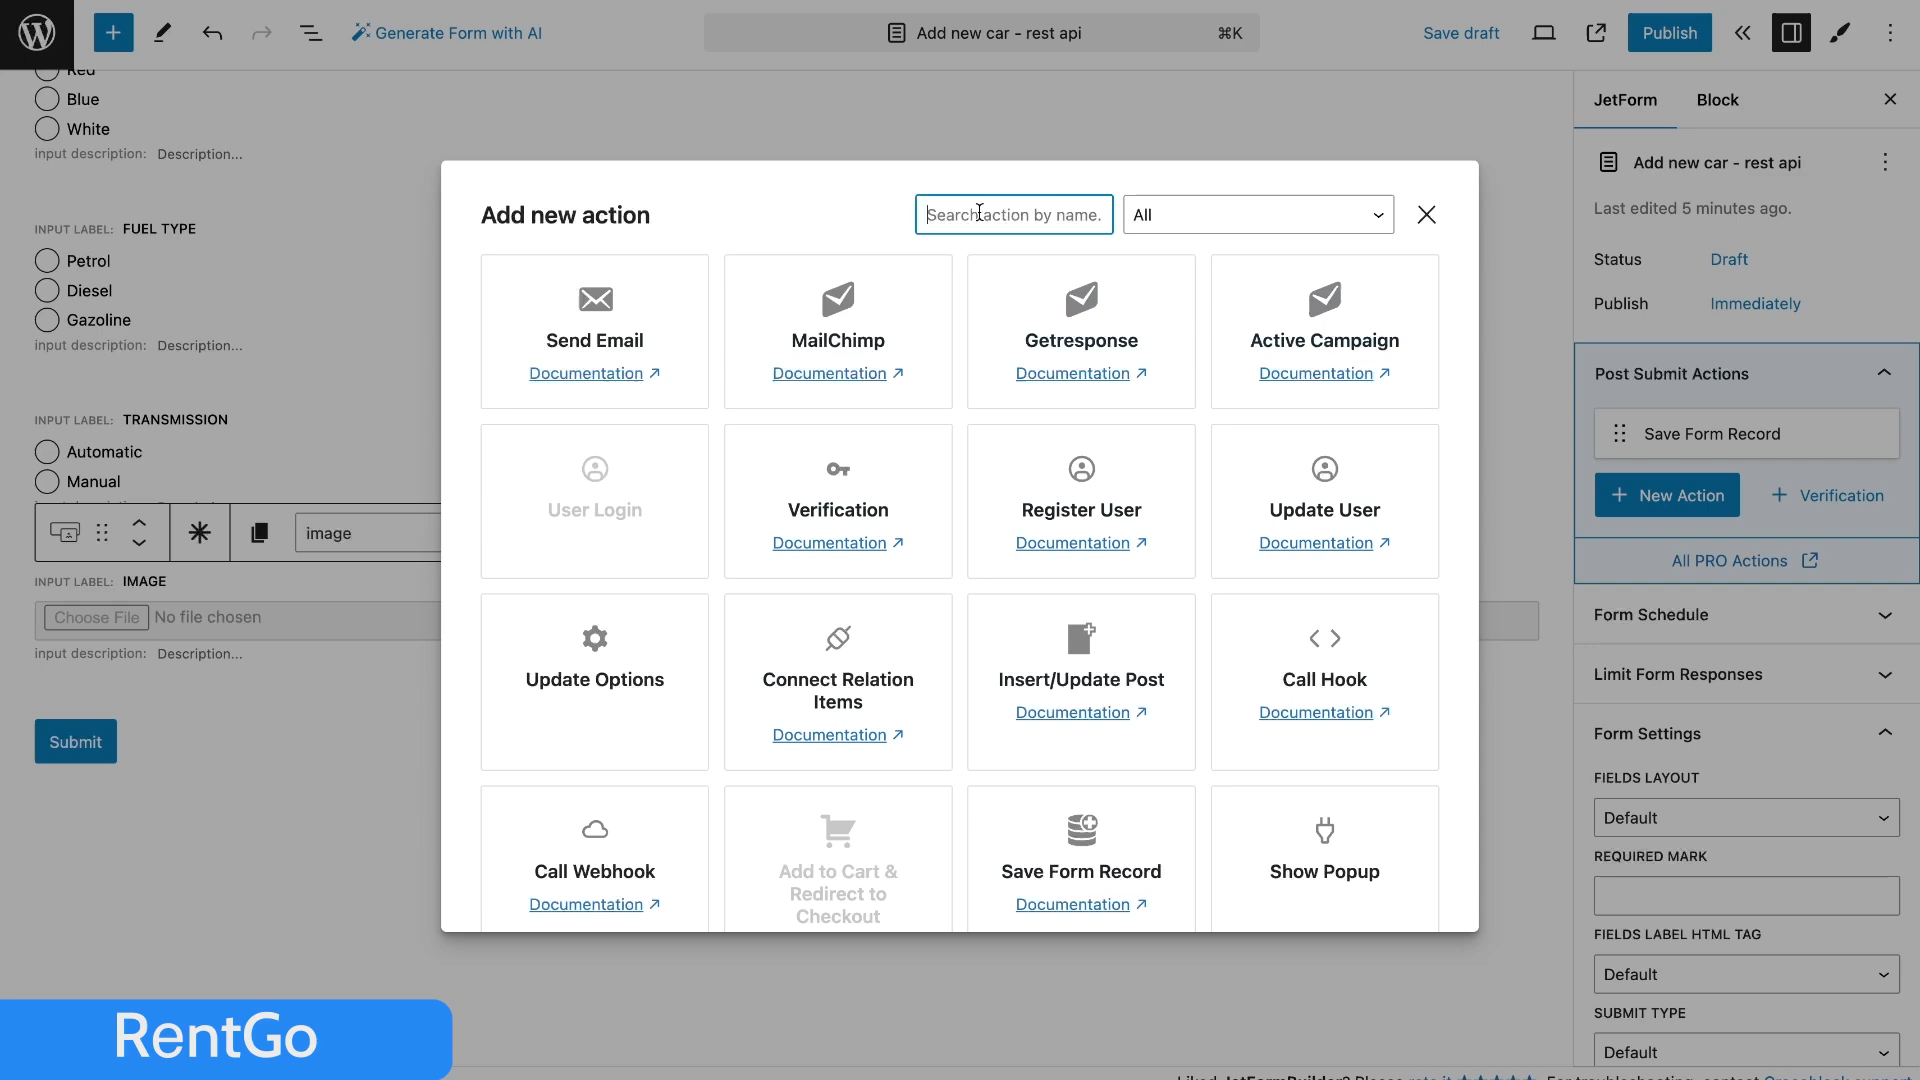 Generate Form with AI
Add new car - rest api
⌘K
Save draft
Publish
Red
Blue
White
input description: Description...
INPUT LABEL: FUEL TYPE
Petrol
Diesel
Gazoline
input description: Description...
INPUT LABEL: TRANSMISSION
Automatic
Manual
image
INPUT LABEL: IMAGE
Choose File No file chosen
input description: Description...
Submit
Add new action
Search action by name.
All
Send Email
Documentation ↗
MailChimp
Documentation ↗
Getresponse
Documentation ↗
Active Campaign
Documentation ↗
User Login
Verification
Documentation ↗
Register User
Documentation ↗
Update User
Documentation ↗
Update Options
Connect Relation
Items
Documentation ↗
Insert/Update Post
Documentation ↗
Call Hook
Documentation ↗
Call Webhook
Documentation ↗
Add to Cart &
Redirect to
Checkout
Save Form Record
Documentation ↗
Show Popup
JetForm
Block
Add new car - rest api
Last edited 5 minutes ago.
Status Draft
Publish Immediately
Post Submit Actions
Save Form Record
+ New Action
+ Verification
All PRO Actions
Form Schedule
Limit Form Responses
Form Settings
FIELDS LAYOUT
Default
REQUIRED MARK
FIELDS LABEL HTML TAG
Default
SUBMIT TYPE
Default
RentGo